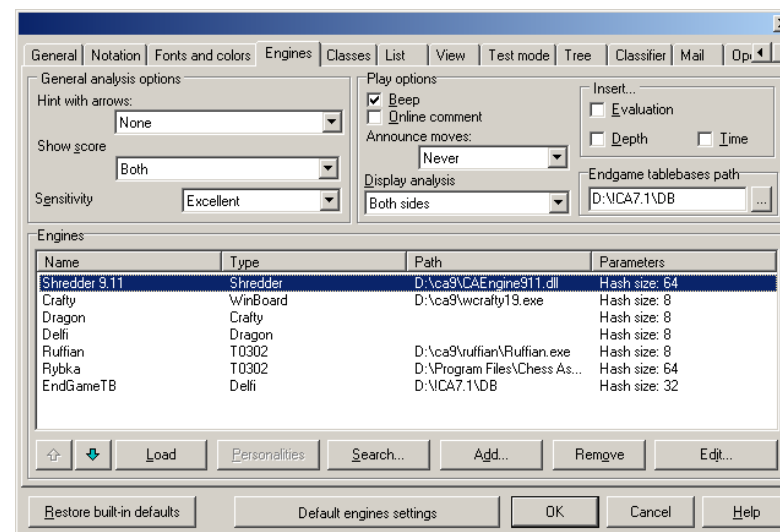 General Notation Fonts and colors Engines Classes List View Test mode Tree Classifier Mail Op
General analysis options
Hint with arrows:
None
Show score
Both
Sensitivity Excellent
Play options
Beep
Online comment
Announce moves:
Never
Display analysis
Both sides
Insert...
Evaluation
Depth Time
Endgame tablebases path
D:\!CA7.1\DB ...
Engines
Name Type Path Parameters
Shredder 9.11 Shredder D:\ca9\CAEngine911.dll Hash size: 64
Crafty WinBoard D:\ca9\wcrafty19.exe Hash size: 8
Dragon Crafty Hash size: 8
Delfi Dragon Hash size: 8
Ruffian T0302 D:\ca9\ruffian\Ruffian.exe Hash size: 8
Rybka T0302 D:\Program Files\Chess As... Hash size: 64
EndGameTB Delfi D:\!CA7.1\DB Hash size: 32
Load Personalities Search... Add... Remove Edit...
Restore built-in defaults Default engines settings OK Cancel Help